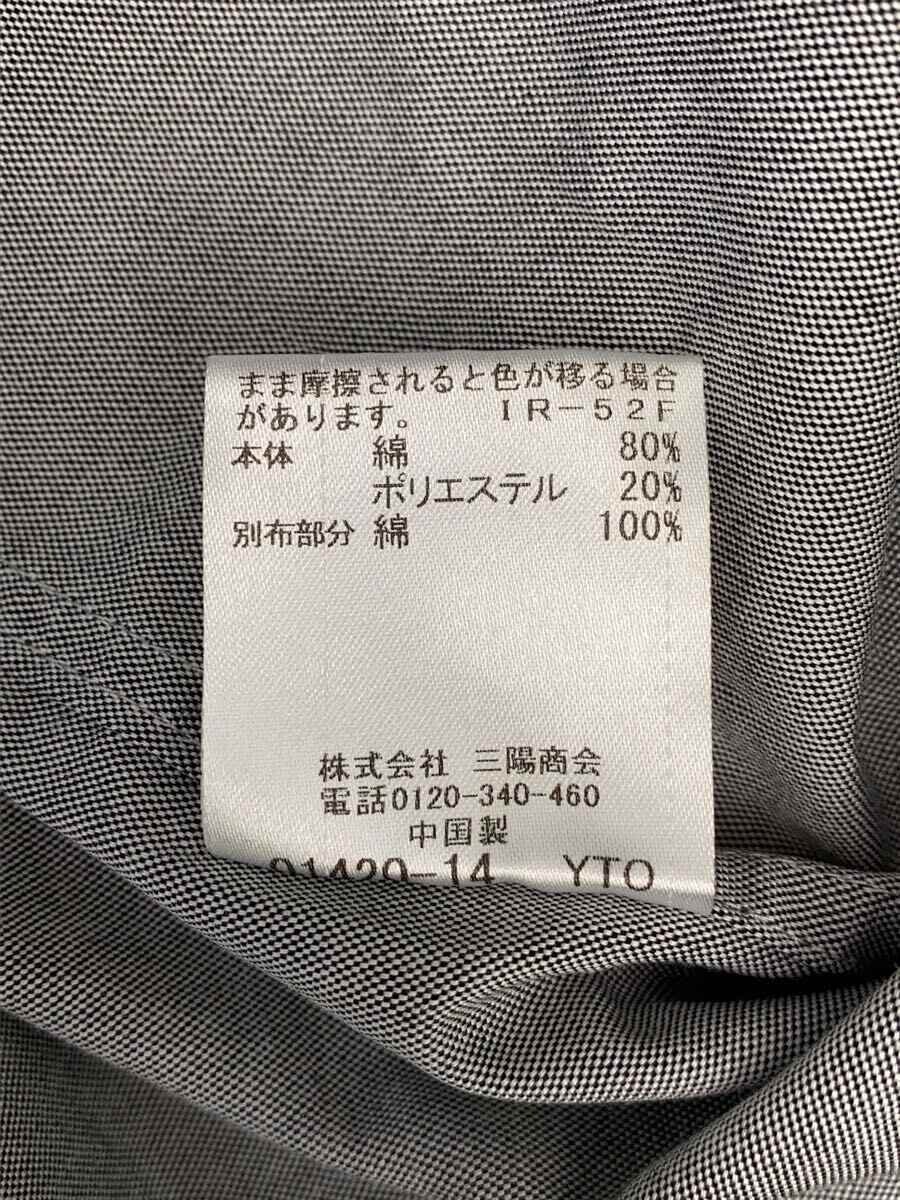 まま摩擦されると色が移る場合
があります。 IR-52F
本体 綿 80%
ポリエステル 20%
別布部分 綿 100%
株式会社 三陽商会
電話0120-340-460
中国製
01420-14 YTO